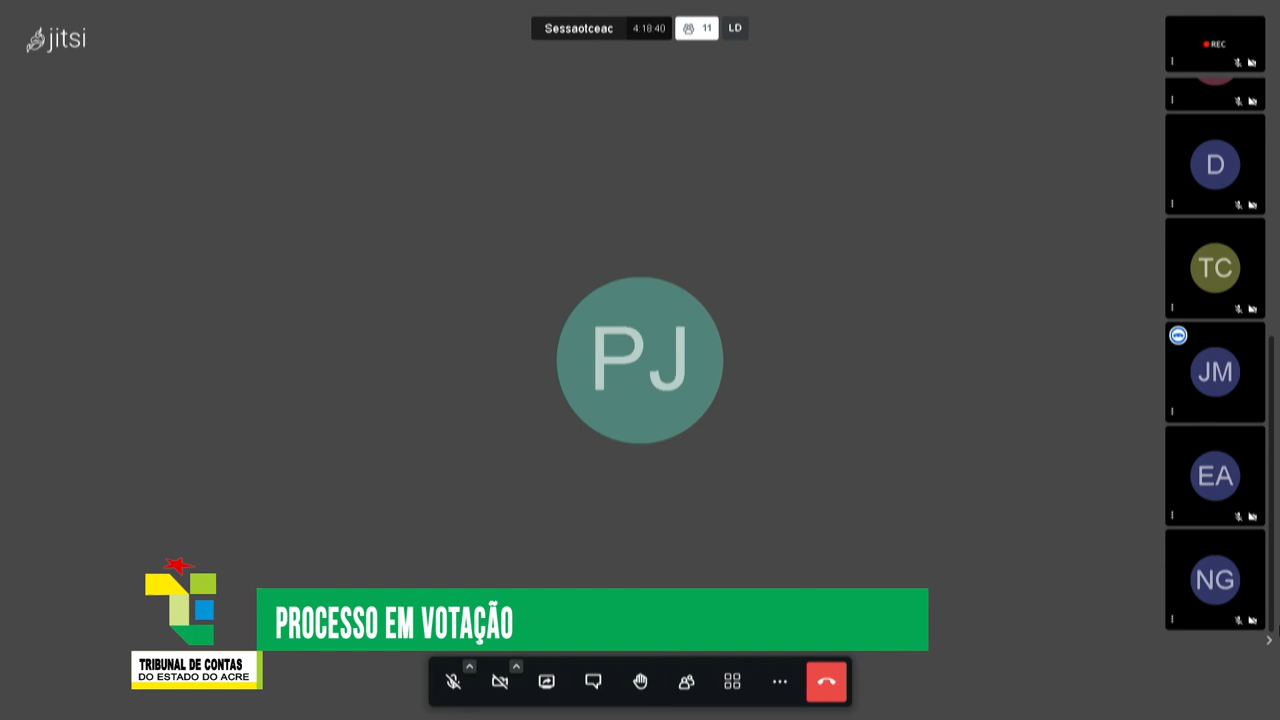 jitsi
Sessaotceac 4:18:40 11 LD
REC
D
TC
JM
EA
NG
PJ
PROCESSO EM VOTAÇÃO
TRIBUNAL DE CONTAS
DO ESTADO DO ACRE